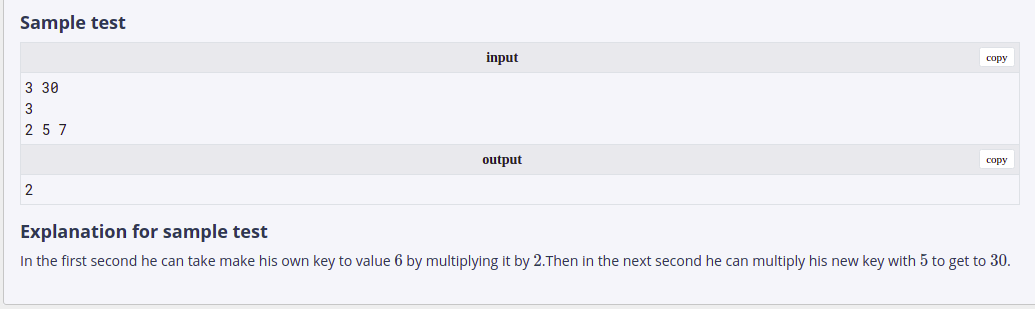 Sample test
input
copy
3 30
3
2 5 7
output
copy
2
Explanation for sample test
In the first second he can take make his own key to value 6 by multiplying it by 2.Then in the next second he can multiply his new key with 5 to get to 30.